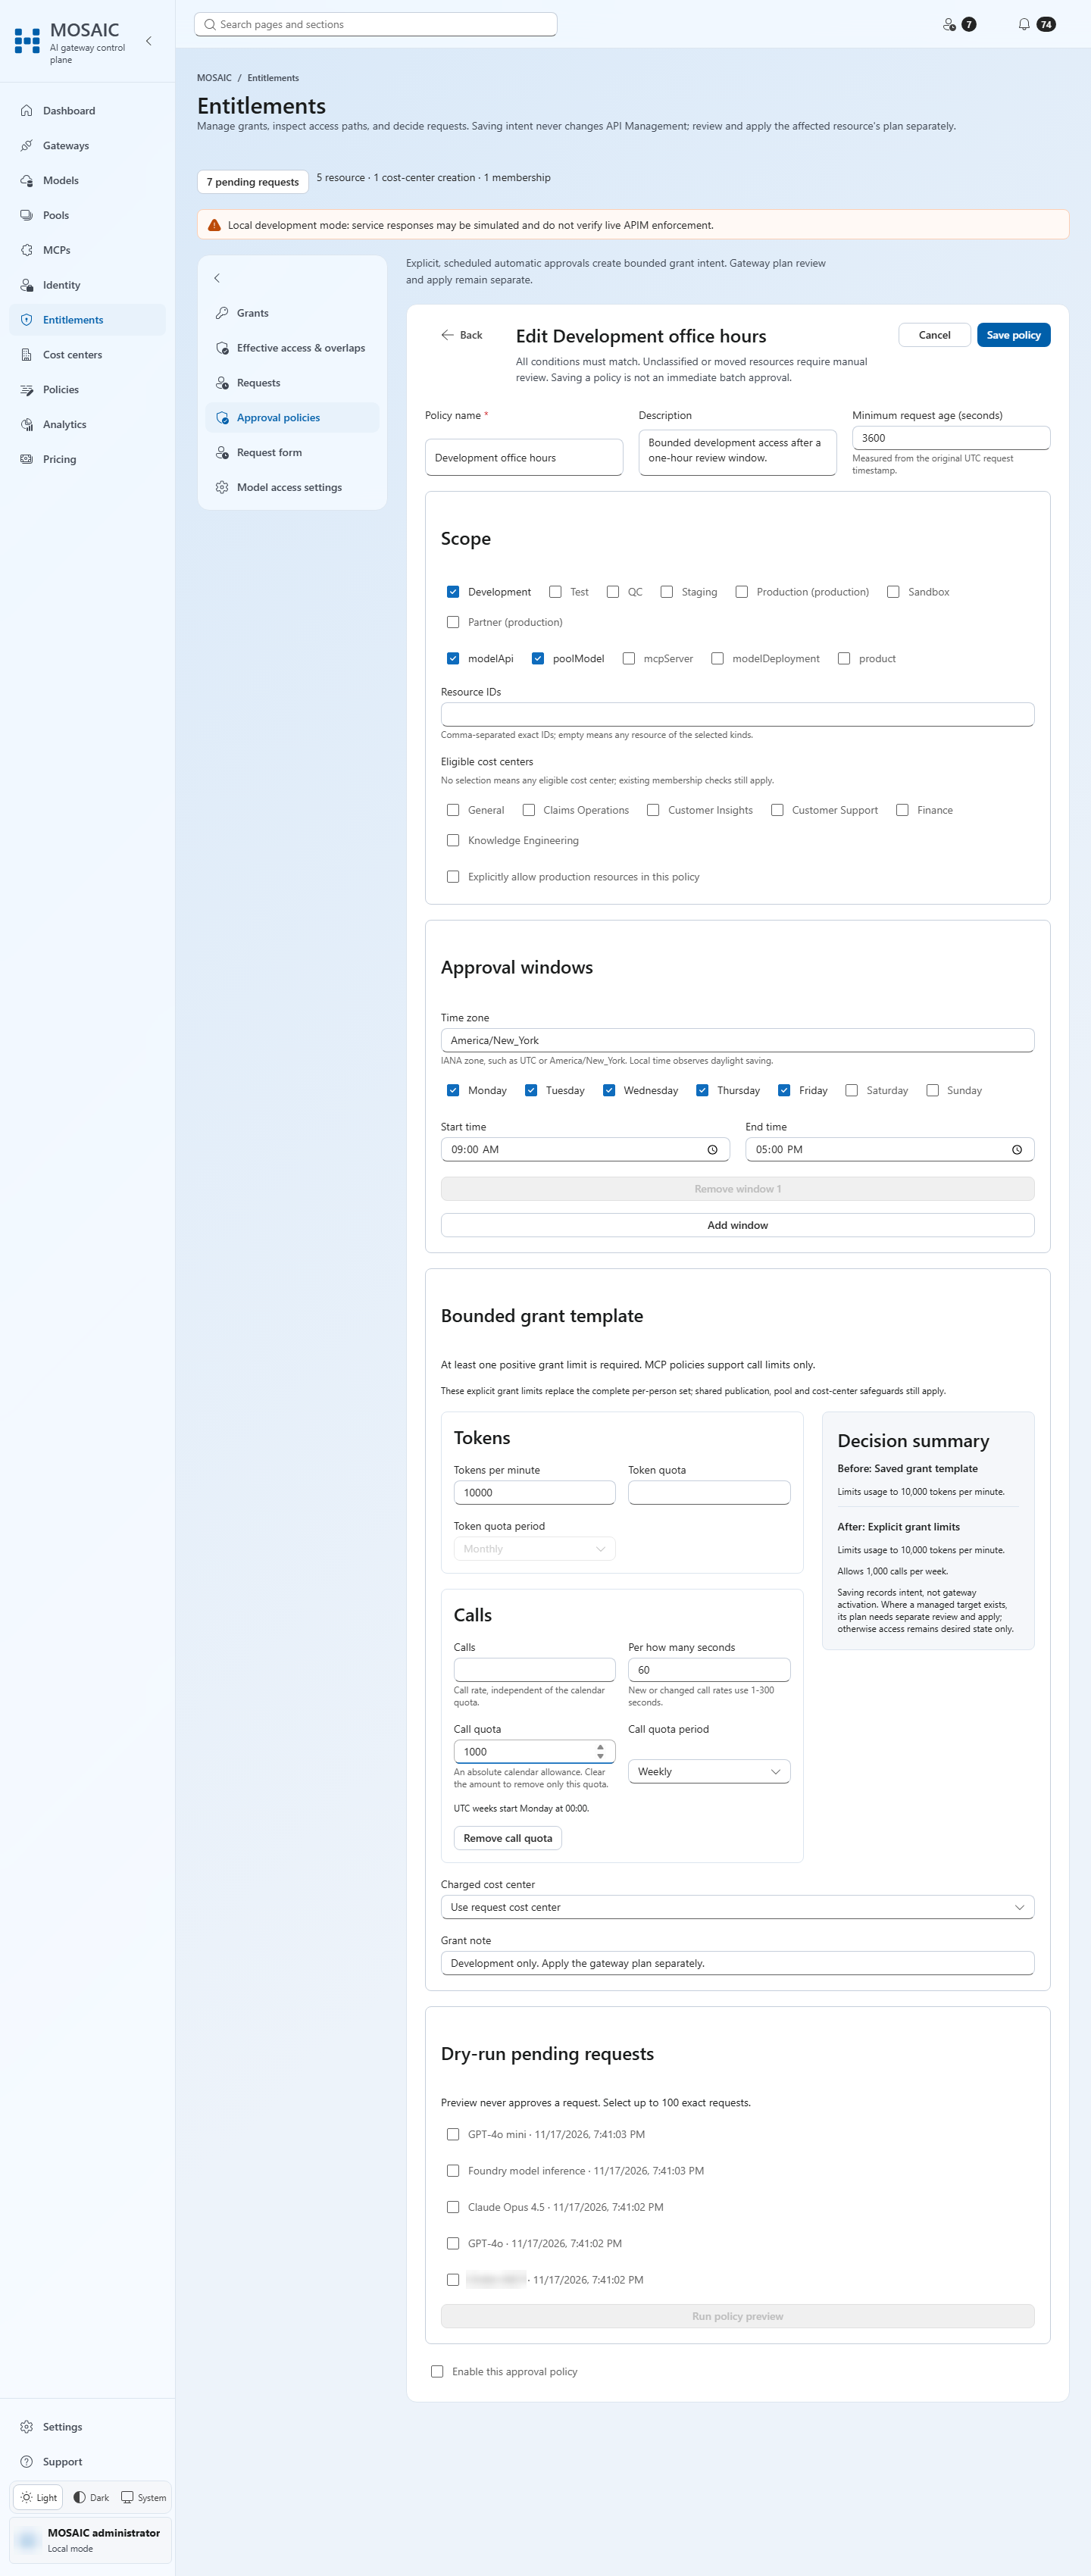 MOSAIC
AI gateway control
plane
Search pages and sections
7
74
Dashboard
Gateways
Models
Pools
MCPs
Identity
Entitlements
Cost centers
Policies
Analytics
Pricing
MOSAIC / Entitlements
Entitlements
Manage grants, inspect access paths, and decide requests. Saving intent never changes API Management; review and apply the affected resource's plan separately.
7 pending requests
5 resource · 1 cost-center creation · 1 membership
Local development mode: service responses may be simulated and do not verify live APIM enforcement.
Grants
Effective access & overlaps
Requests
Approval policies
Request form
Model access settings
Explicit, scheduled automatic approvals create bounded grant intent. Gateway plan review
and apply remain separate.
Back
Edit Development office hours
Cancel
Save policy
All conditions must match. Unclassified or moved resources require manual
review. Saving a policy is not an immediate batch approval.
Policy name *
Development office hours
Description
Bounded development access after a
one-hour review window.
Minimum request age (seconds)
3600
Measured from the original UTC request
timestamp.
Scope
Development Test QC Staging Production (production) Sandbox
Partner (production)
modelApi poolModel mcpServer modelDeployment product
Resource IDs
Comma-separated exact IDs; empty means any resource of the selected kinds.
Eligible cost centers
No selection means any eligible cost center; existing membership checks still apply.
General Claims Operations Customer Insights Customer Support Finance
Knowledge Engineering
Explicitly allow production resources in this policy
Approval windows
Time zone
America/New_York
IANA zone, such as UTC or America/New_York. Local time observes daylight saving.
Monday Tuesday Wednesday Thursday Friday Saturday Sunday
Start time
09:00 AM
End time
05:00 PM
Remove window 1
Add window
Bounded grant template
At least one positive grant limit is required. MCP policies support call limits only.
These explicit grant limits replace the complete per-person set; shared publication, pool and cost-center safeguards still apply.
Tokens
Tokens per minute
10000
Token quota
Token quota period
Monthly
Calls
Calls
Call rate, independent of the calendar
quota.
Per how many seconds
60
New or changed call rates use 1-300
seconds.
Call quota
1000
An absolute calendar allowance. Clear
the amount to remove only this quota.
Call quota period
Weekly
UTC weeks start Monday at 00:00.
Remove call quota
Decision summary
Before: Saved grant template
Limits usage to 10,000 tokens per minute.
After: Explicit grant limits
Limits usage to 10,000 tokens per minute.
Allows 1,000 calls per week.
Saving records intent, not gateway
activation. Where a managed target exists,
its plan needs separate review and apply;
otherwise access remains desired state only.
Charged cost center
Use request cost center
Grant note
Development only. Apply the gateway plan separately.
Dry-run pending requests
Preview never approves a request. Select up to 100 exact requests.
GPT-4o mini · 11/17/2026, 7:41:03 PM
Foundry model inference · 11/17/2026, 7:41:03 PM
Claude Opus 4.5 · 11/17/2026, 7:41:02 PM
GPT-4o · 11/17/2026, 7:41:02 PM
· 11/17/2026, 7:41:02 PM
Run policy preview
Enable this approval policy
Settings
Support
Light
Dark
System
MOSAIC administrator
Local mode